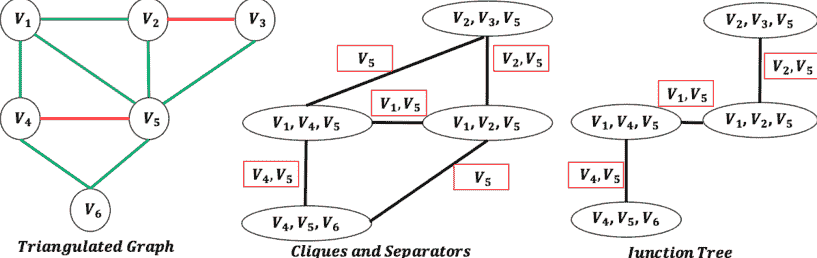 V1
V2
V3
V4
V5
V6
Triangulated Graph
V2, V3, V5
V5
V2, V5
V1, V5
V1, V4, V5
V1, V2, V5
V4, V5
V5
V4, V5, V6
Cliques and Separators
V2, V3, V5
V2, V5
V1, V5
V1, V4, V5
V1, V2, V5
V4, V5
V4, V5, V6
Junction Tree